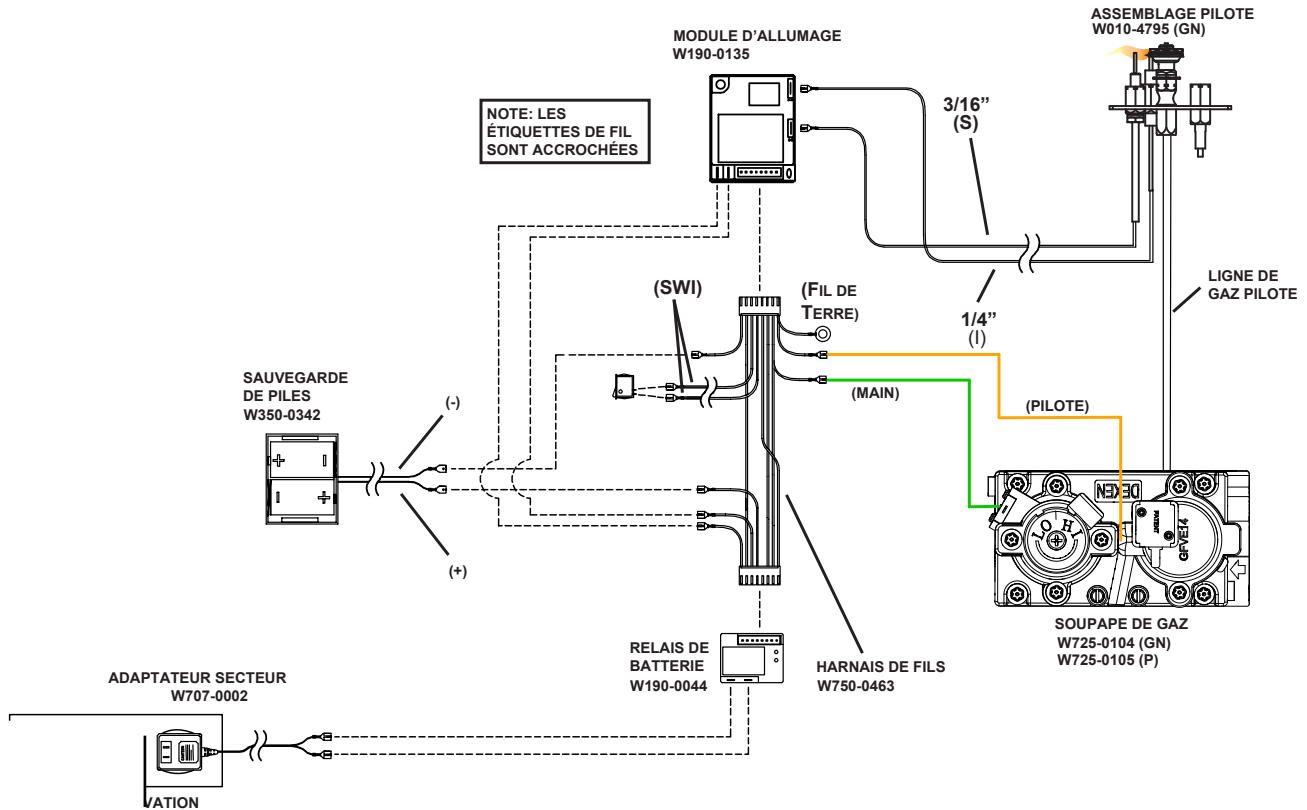 ASSEMBLAGE PILOTE
W010-4795 (GN)
MODULE D'ALLUMAGE
W190-0135
NOTE: LES
ÉTIQUETTES DE FIL
SONT ACCROCHÉES
3/16”
(S)
LIGNE DE
GAZ PILOTE
(SWI)
(FIL DE
TERRE)
1/4”
(I)
SAUVEGARDE
DE PILES
W350-0342
(-)
(MAIN)
(PILOTE)
+ -
- +
DEXEN
LO HI
PATENT
GFVE14
(+)
SOUPAPE DE GAZ
W725-0104 (GN)
W725-0105 (P)
RELAIS DE
BATTERIE
W190-0044
HARNAIS DE FILS
W750-0463
ADAPTATEUR SECTEUR
W707-0002
VATION